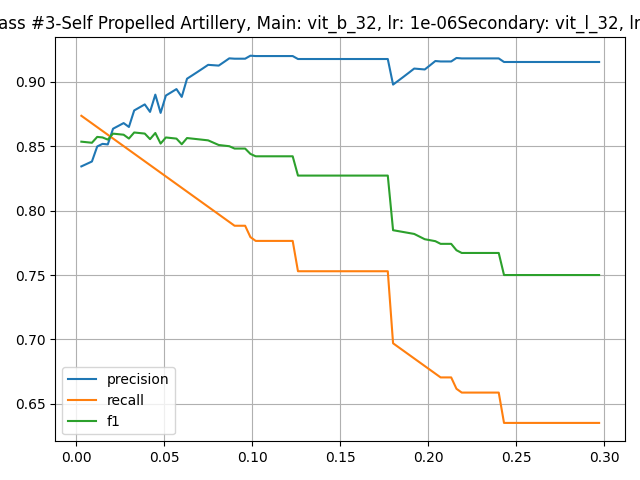 ass #3-Self Propelled Artillery, Main: vit_b_32, lr: 1e-06Secondary: vit_l_32, lr
0.90
0.85
0.80
0.75
0.70
0.65
precision
recall
f1
0.00 0.05 0.10 0.15 0.20 0.25 0.30